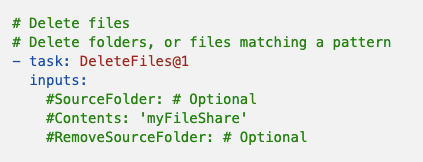 # Delete files
# Delete folders, or files matching a pattern
- task: DeleteFiles@1
  inputs:
    #SourceFolder: # Optional
    #Contents: 'myFileShare'
    #RemoveSourceFolder: # Optional